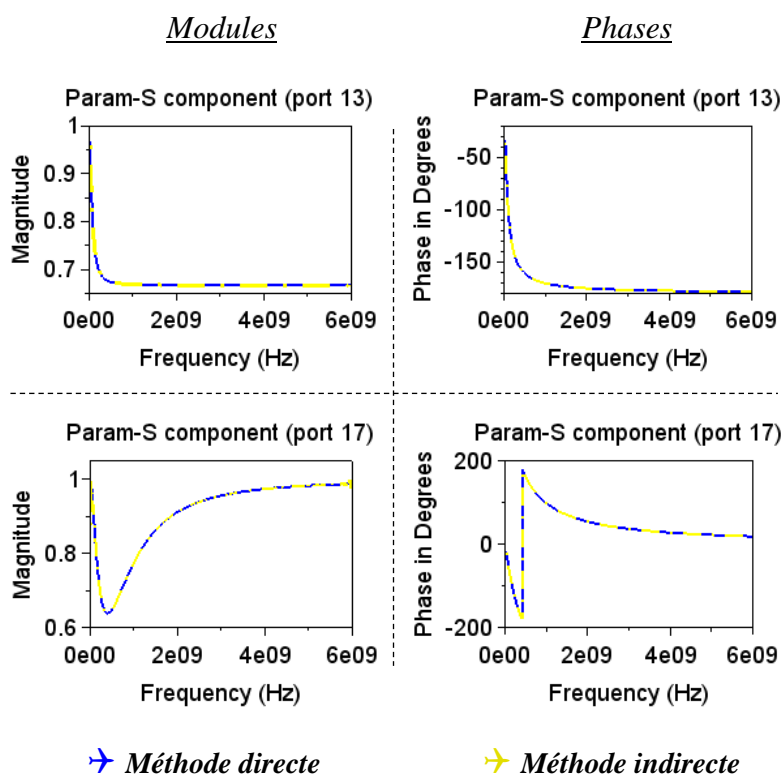 Modules
Phases
Param-S component (port 13)
Magnitude
1
0.9
0.8
0.7
0e00 2e09 4e09 6e09
Frequency (Hz)
Param-S component (port 13)
Phase in Degrees
-50
-100
-150
0e00 2e09 4e09 6e09
Frequency (Hz)
Param-S component (port 17)
Magnitude
1
0.8
0.6
0e00 2e09 4e09 6e09
Frequency (Hz)
Param-S component (port 17)
Phase in Degrees
200
0
-200
0e00 2e09 4e09 6e09
Frequency (Hz)
Méthode directe
Méthode indirecte